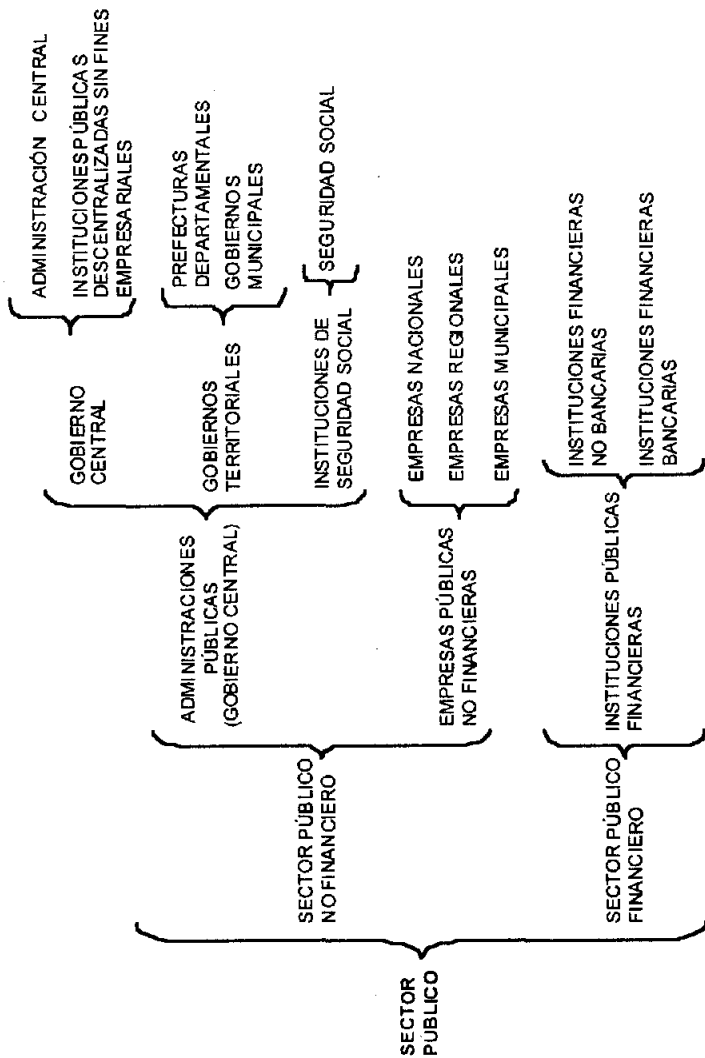 SECTOR
PÚBLICO
SECTOR PÚBLICO
NO FINANCIERO
ADMINISTRACIONES
PÚBLICAS
(GOBIERNO CENTRAL)
GOBIERNO
CENTRAL
ADMINISTRACIÓN CENTRAL
INSTITUCIONES PÚBLICAS
DESCENTRALIZADAS SIN FINES
EMPRESARIALES
GOBIERNOS
TERRITORIALES
PREFECTURAS
DEPARTAMENTALES
GOBIERNOS
MUNICIPALES
INSTITUCIONES DE
SEGURIDAD SOCIAL
SEGURIDAD SOCIAL
EMPRESAS PÚBLICAS
NO FINANCIERAS
EMPRESAS NACIONALES
EMPRESAS REGIONALES
EMPRESAS MUNICIPALES
SECTOR PÚBLICO
FINANCIERO
INSTITUCIONES PÚBLICAS
FINANCIERAS
INSTITUCIONES FINANCIERAS
NO BANCARIAS
INSTITUCIONES FINANCIERAS
BANCARIAS